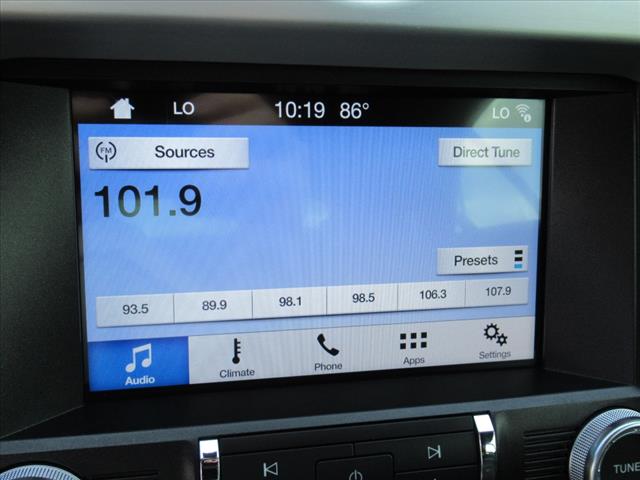 LO 10:19 86° LO
FM Sources Direct Tune
101.9
Presets
93.5 89.9 98.1 98.5 106.3 107.9
Audio Climate Phone Apps Settings
TUNE